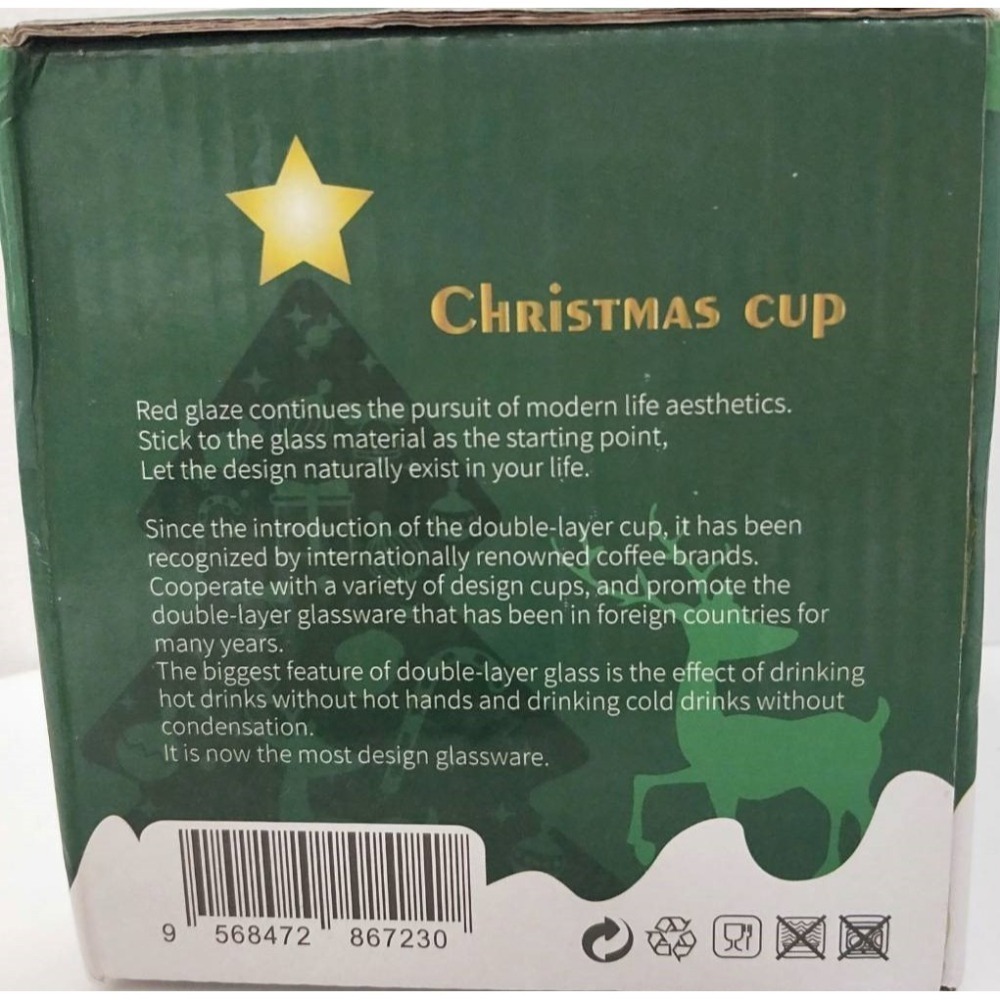 Christmas cup
Red glaze continues the pursuit of modern life aesthetics.
Stick to the glass material as the starting point,
Let the design naturally exist in your life.
Since the introduction of the double-layer cup, it has been
recognized by internationally renowned coffee brands.
Cooperate with a variety of design cups, and promote the
double-layer glassware that has been in foreign countries for
many years.
The biggest feature of double-layer glass is the effect of drinking
hot drinks without hot hands and drinking cold drinks without
condensation.
It is now the most design glassware.
9 568472 867230